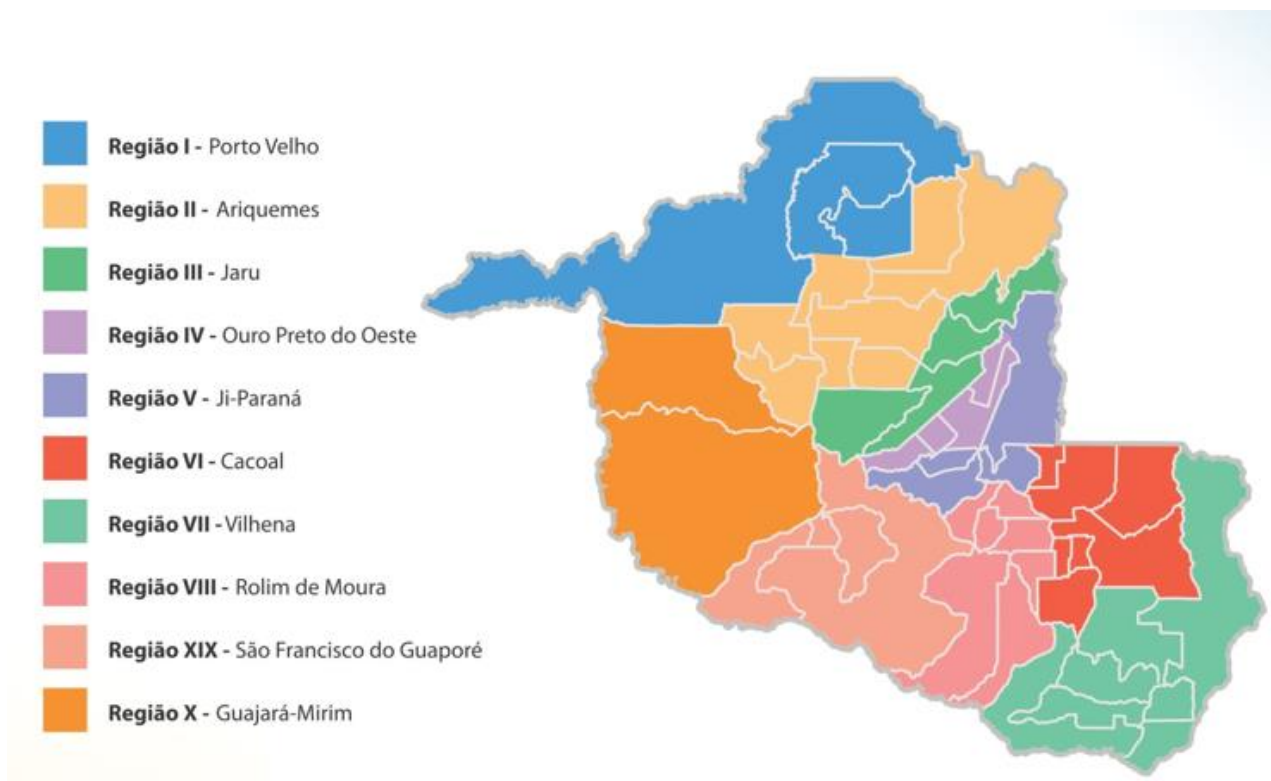 Região I - Porto Velho
Região II - Ariquemes
Região III - Jaru
Região IV - Ouro Preto do Oeste
Região V - Ji-Paraná
Região VI - Cacoal
Região VII - Vilhena
Região VIII - Rolim de Moura
Região XIX - São Francisco do Guaporé
Região X - Guajará-Mirim